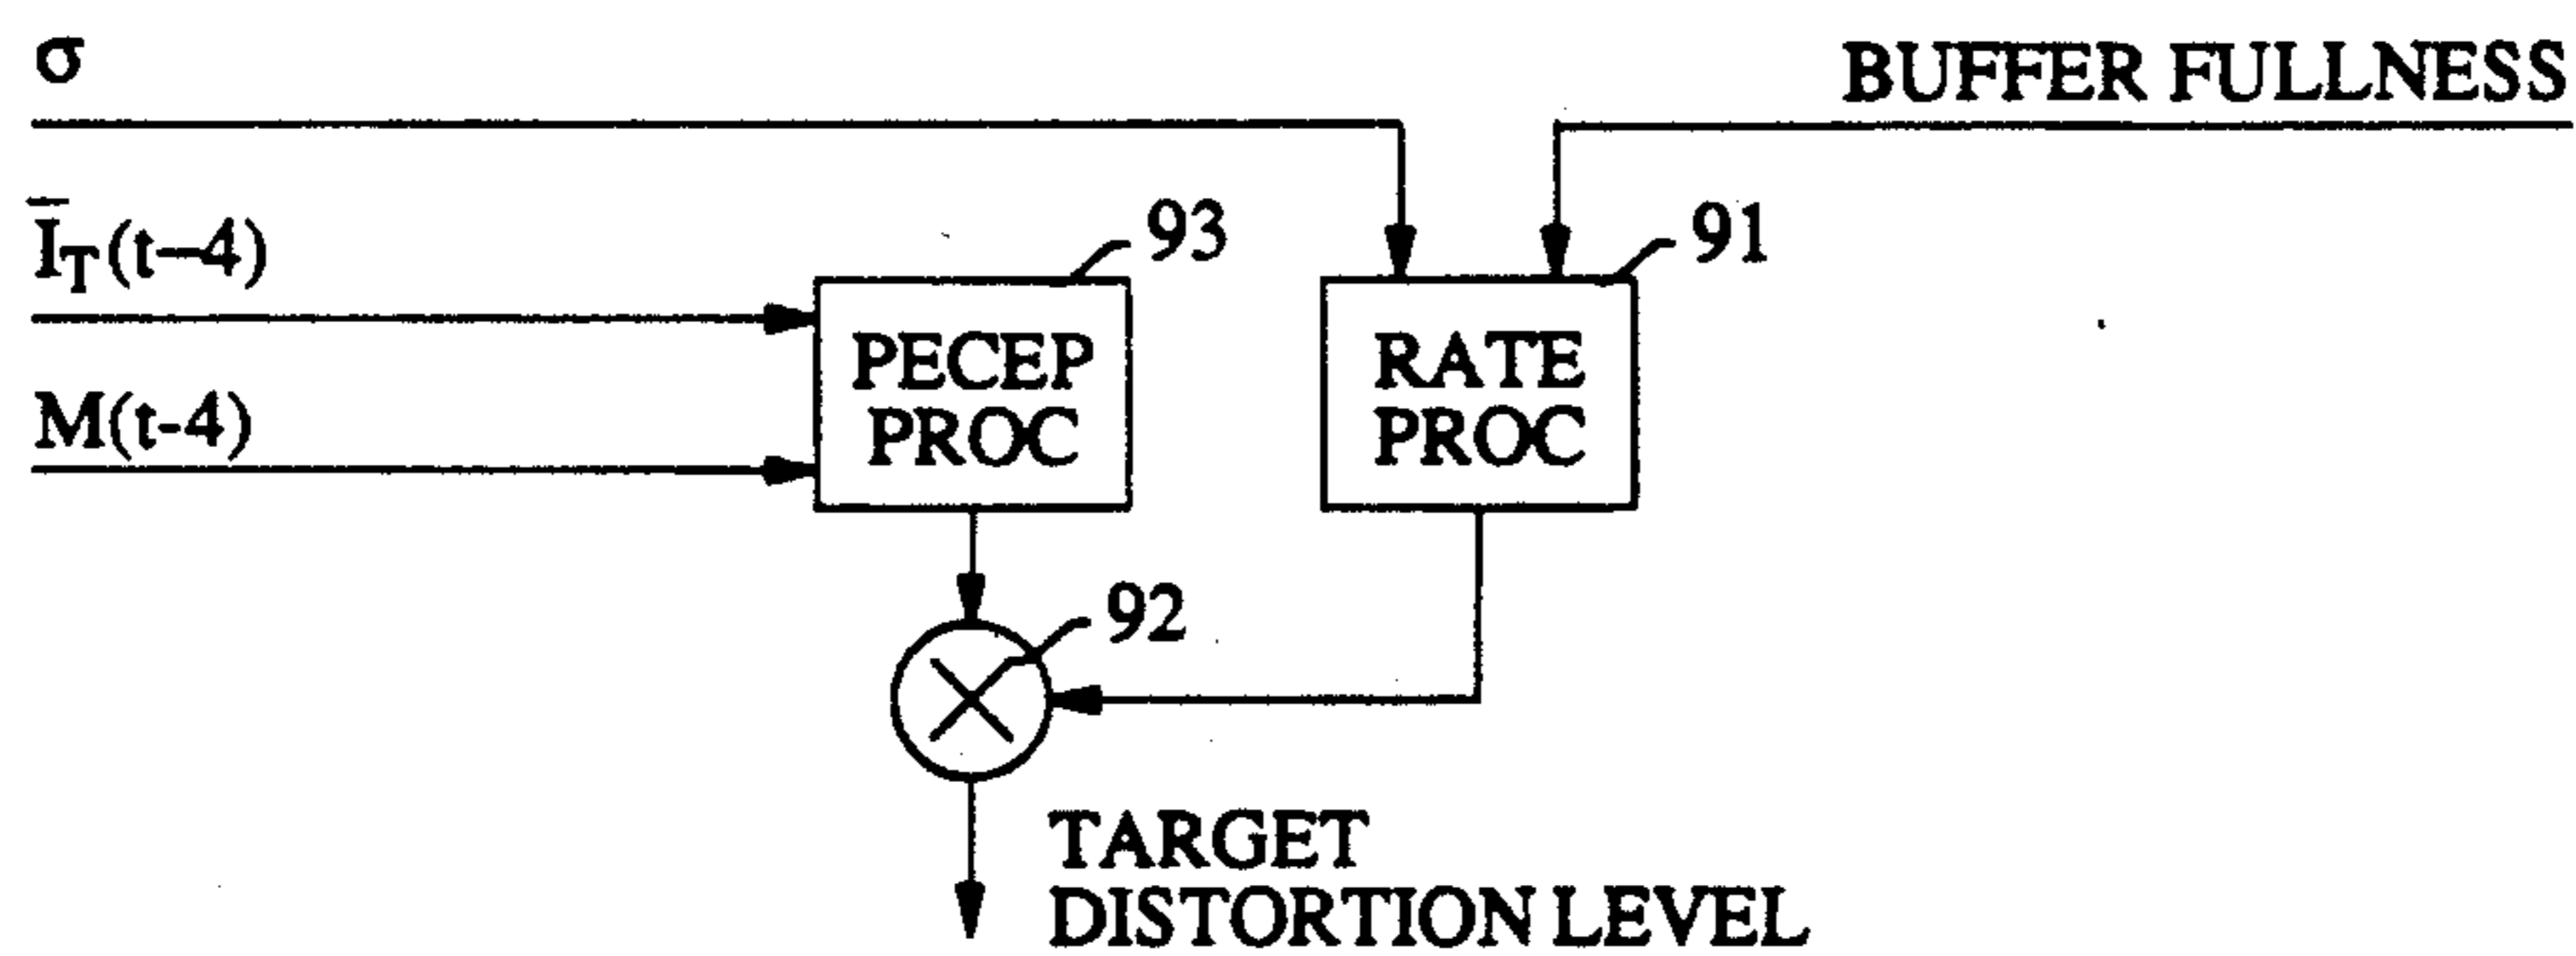 σ
BUFFER FULLNESS
Ī_T(t–4)
93
91
PECEP
PROC
RATE
PROC
M(t-4)
92
TARGET
DISTORTION LEVEL